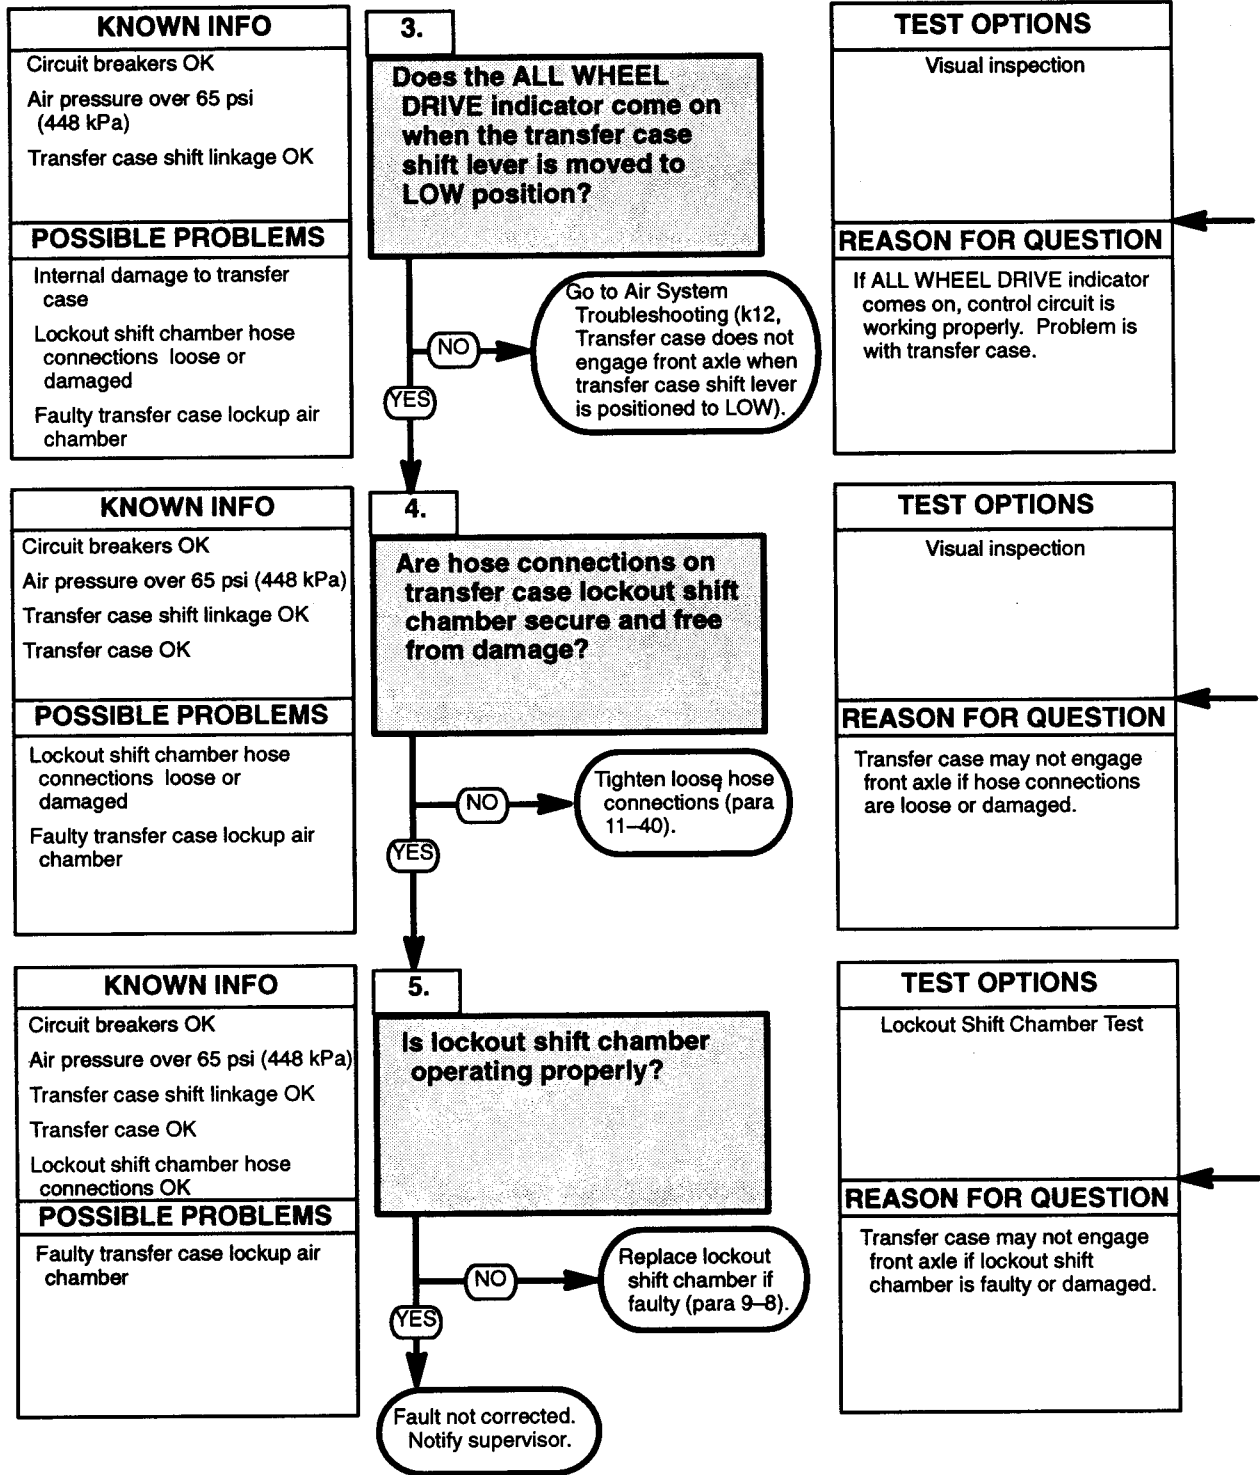 KNOWN INFO
Circuit breakers OK
Air pressure over 65 psi
(448 kPa)
Transfer case shift linkage OK
POSSIBLE PROBLEMS
Internal damage to transfer
case
Lockout shift chamber hose
connections loose or
damaged
Faulty transfer case lockup air
chamber
3.
Does the ALL WHEEL
DRIVE indicator come on
when the transfer case
shift lever is moved to
LOW position?
NO
Go to Air System
Troubleshooting (k12,
Transfer case does not
engage front axle when
transfer case shift lever
is positioned to LOW).
YES
TEST OPTIONS
Visual inspection
REASON FOR QUESTION
If ALL WHEEL DRIVE indicator
comes on, control circuit is
working properly. Problem is
with transfer case.
KNOWN INFO
Circuit breakers OK
Air pressure over 65 psi (448 kPa)
Transfer case shift linkage OK
Transfer case OK
POSSIBLE PROBLEMS
Lockout shift chamber hose
connections loose or
damaged
Faulty transfer case lockup air
chamber
4.
Are hose connections on
transfer case lockout shift
chamber secure and free
from damage?
NO
Tighten loose hose
connections (para
11–40).
YES
TEST OPTIONS
Visual inspection
REASON FOR QUESTION
Transfer case may not engage
front axle if hose connections
are loose or damaged.
KNOWN INFO
Circuit breakers OK
Air pressure over 65 psi (448 kPa)
Transfer case shift linkage OK
Transfer case OK
Lockout shift chamber hose
connections OK
POSSIBLE PROBLEMS
Faulty transfer case lockup air
chamber
5.
Is lockout shift chamber
operating properly?
NO
Replace lockout
shift chamber if
faulty (para 9–8).
YES
Fault not corrected.
Notify supervisor.
TEST OPTIONS
Lockout Shift Chamber Test
REASON FOR QUESTION
Transfer case may not engage
front axle if lockout shift
chamber is faulty or damaged.